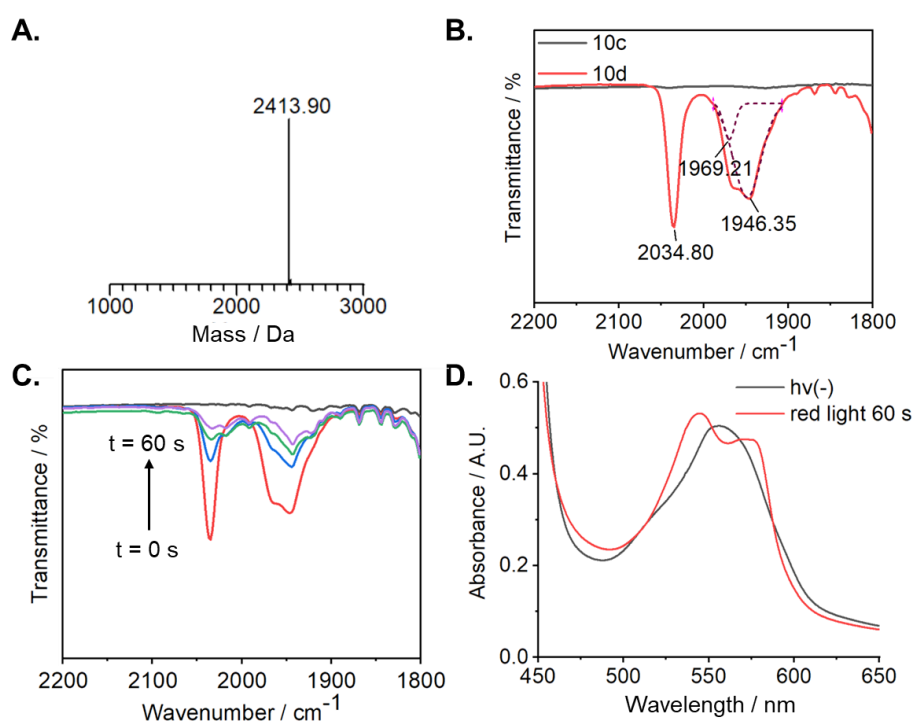 A.
2413.90
1000 2000 3000
Mass / Da
B.
10c
10d
Transmittance / %
1969.21
1946.35
2034.80
2200 2100 2000 1900 1800
Wavenumber / cm-1
C.
Transmittance / %
t = 60 s
t = 0 s
2200 2100 2000 1900 1800
Wavenumber / cm-1
D.
hv(-)
red light 60 s
Absorbance / A.U.
0.6
0.4
0.2
0.0
450 500 550 600 650
Wavelength / nm